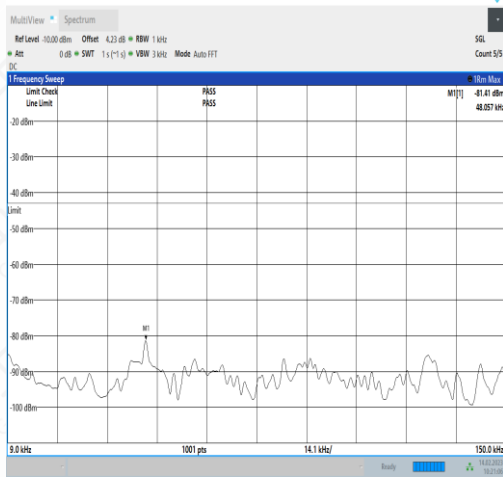 MultiView Spectrum
Ref Level -10.00 dBm Offset 4.23 dB RBW 1 kHz SGL
Att 0 dB SWT 1 s (~1 s) VBW 3 kHz Mode Auto FFT Count 5/5
DC
1 Frequency Sweep 1Rm Max
Limit Check PASS M1[1] -81.41 dBm
Line Limit PASS 48.057 kHz
-20 dBm
-30 dBm
-40 dBm
Limit
-50 dBm
-60 dBm
-70 dBm
M1
-80 dBm
-90 dBm
-100 dBm
9.0 kHz 1001 pts 14.1 kHz/ 150.0 kHz
Ready